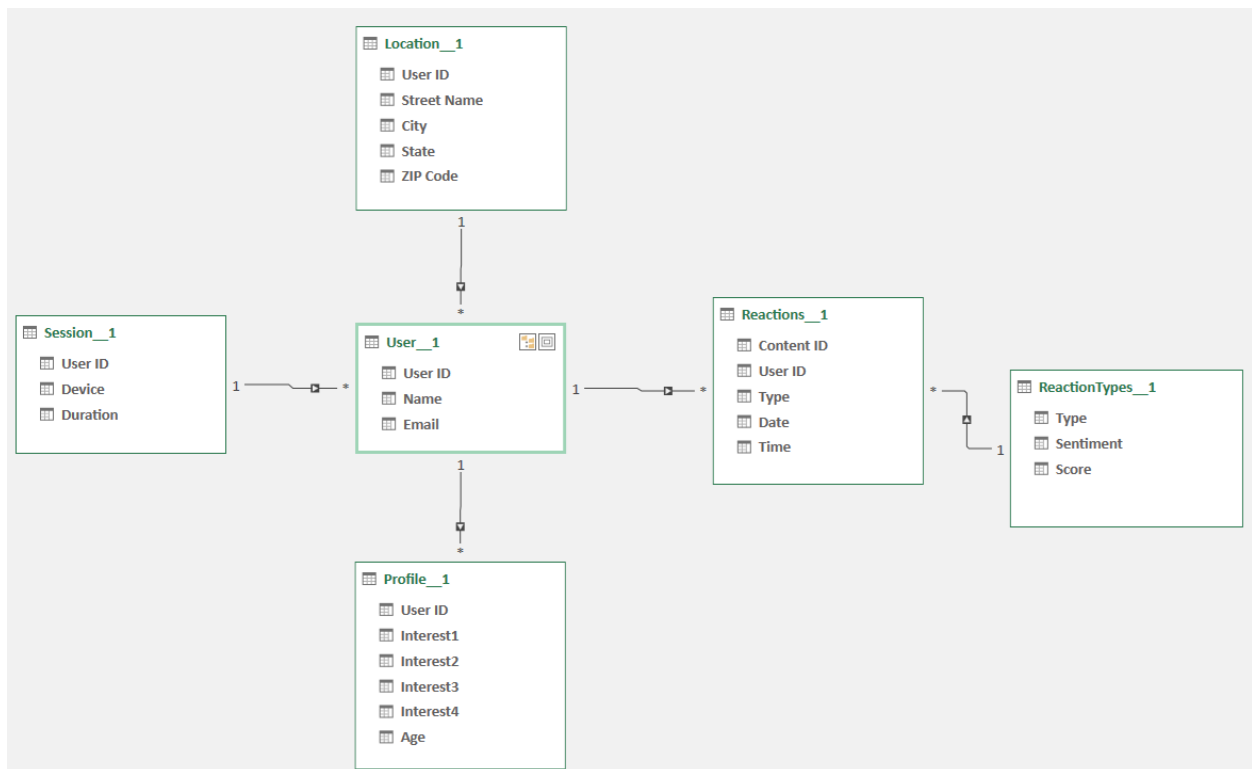 Location__1
User ID
Street Name
City
State
ZIP Code
1
*
Session__1
User ID
Device
Duration
1
*
User__1
User ID
Name
Email
1
*
Reactions__1
Content ID
User ID
Type
Date
Time
*
1
ReactionTypes__1
Type
Sentiment
Score
1
*
Profile__1
User ID
Interest1
Interest2
Interest3
Interest4
Age